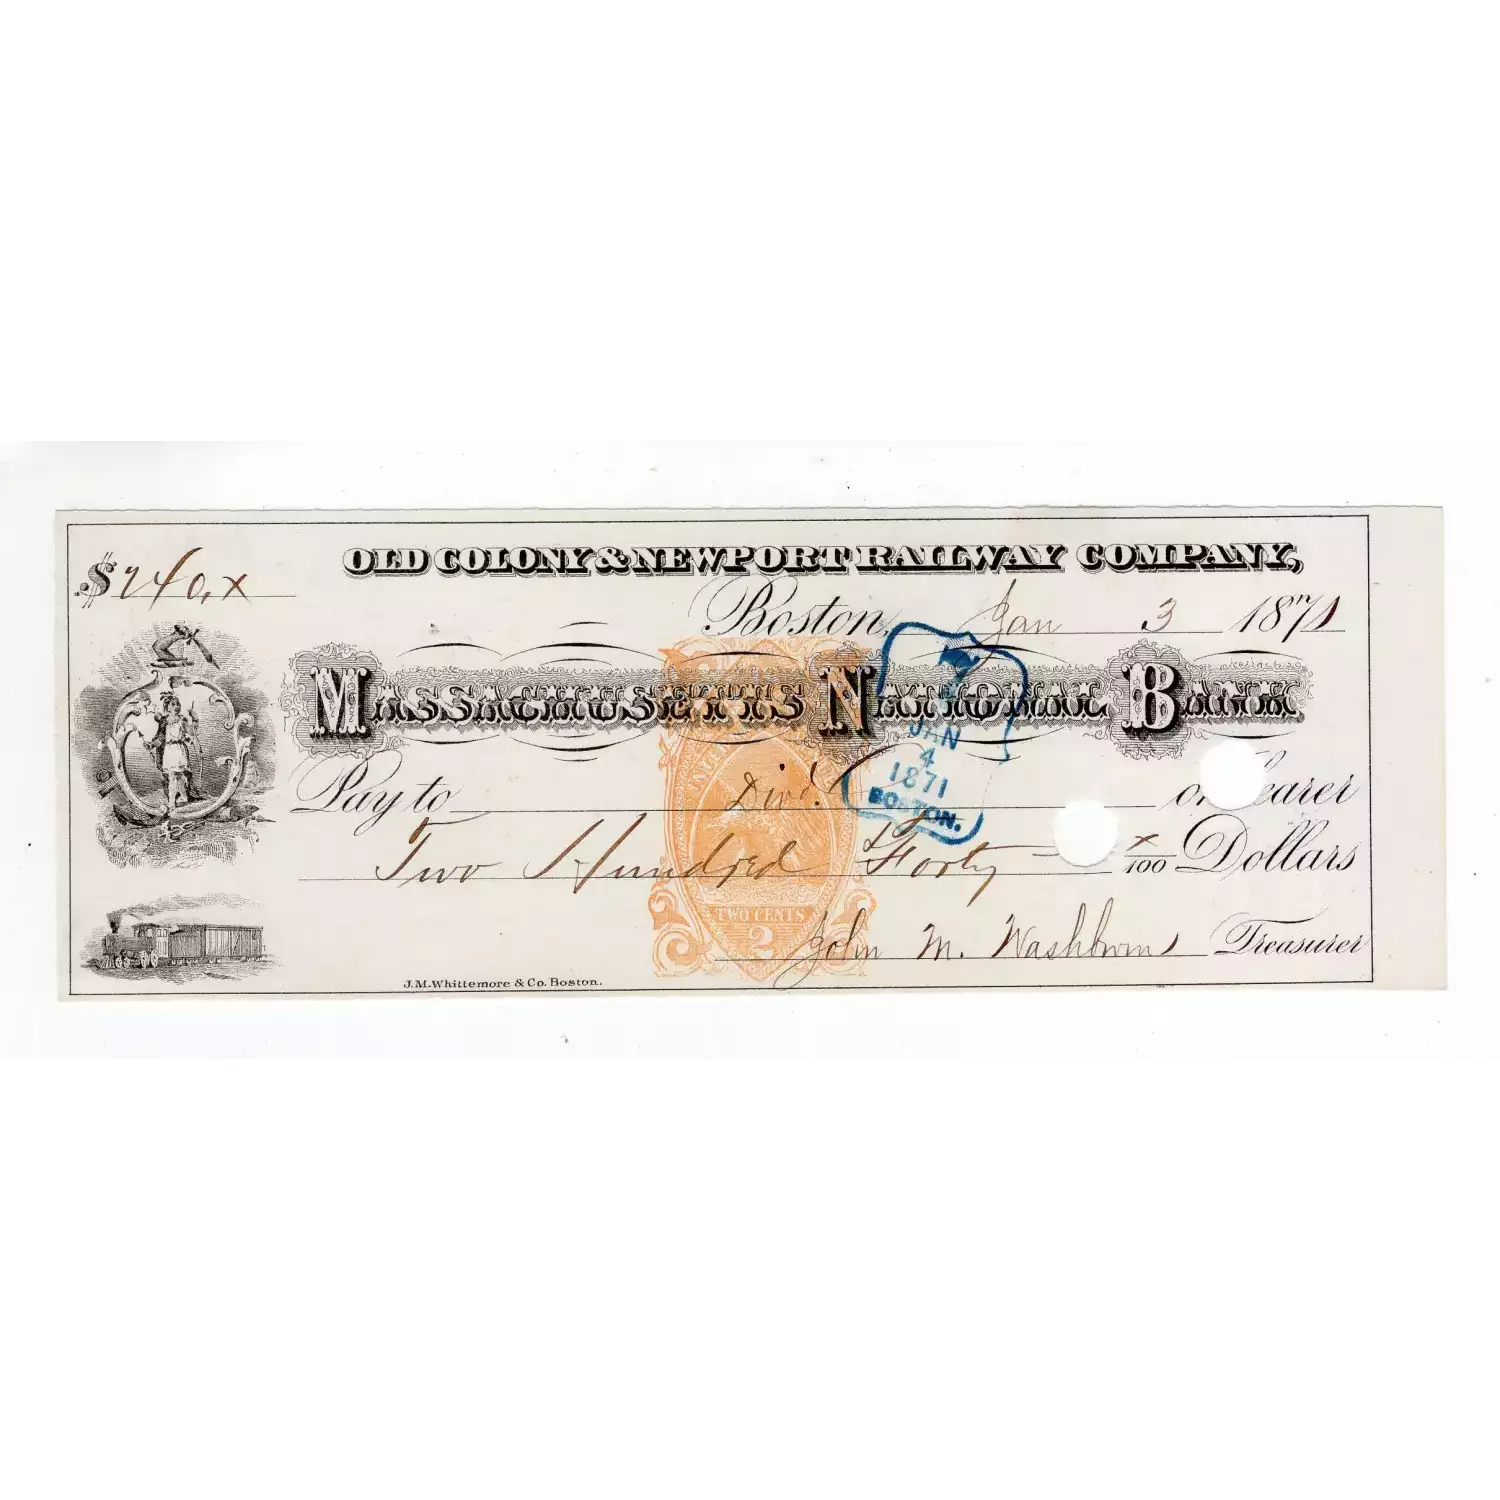 OLD COLONY & NEWPORT RAILWAY COMPANY,
$ 240,x
Boston, Jan 3 1871
MASSACHUSETTS NATIONAL BANK
Pay to Divd. or Bearer
Two Hundred & Forty x/100 Dollars
JAN
4
1871
BOSTON.
TWO CENTS
2
John M. Washburn Treasurer
J.M.Whittemore & Co. Boston.